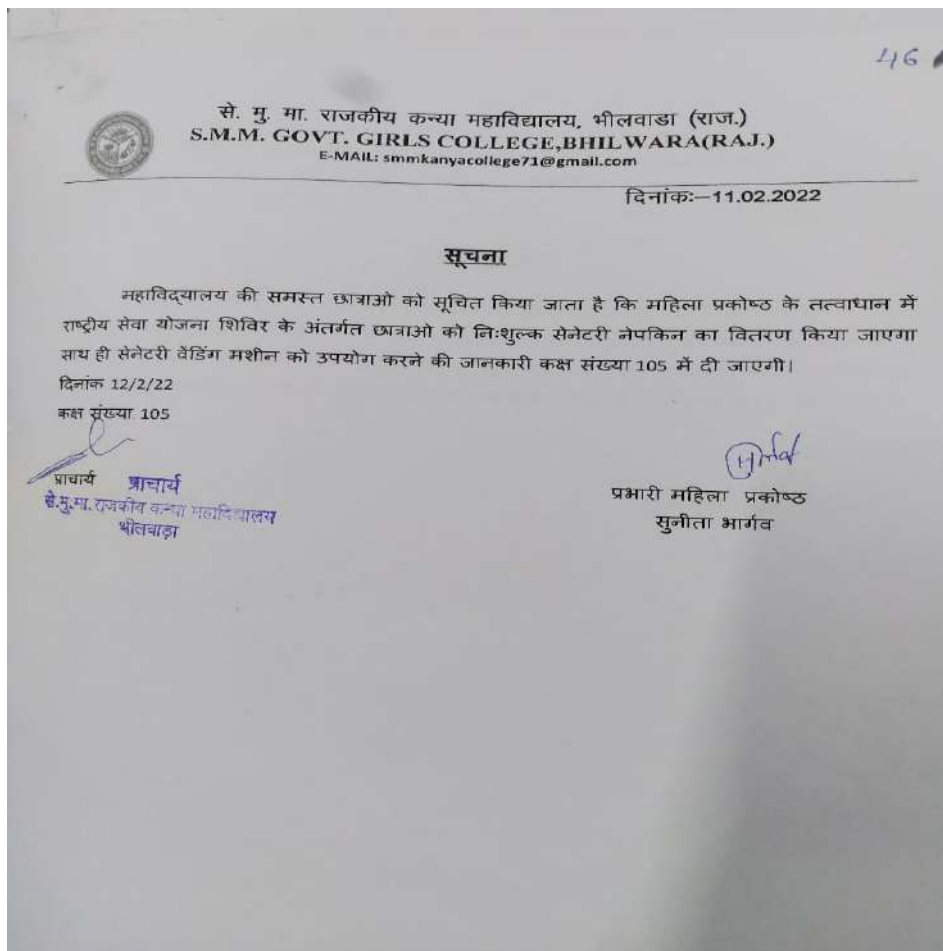 46
से. मु. मा. राजकीय कन्या महाविद्यालय, भीलवाडा (राज.)
S.M.M. GOVT. GIRLS COLLEGE,BHILWARA(RAJ.)
E-MAIL: smmkanyacollege71@gmail.com
दिनांकः–11.02.2022
सूचना
महाविद्यालय की समस्त छात्राओ को सूचित किया जाता है कि महिला प्रकोष्ठ के तत्वाधान में
राष्ट्रीय सेवा योजना शिविर के अंतर्गत छात्राओ को निःशुल्क सेनेटरी नेपकिन का वितरण किया जाएगा
साथ ही सेनेटरी वेंडिंग मशीन को उपयोग करने की जानकारी कक्ष संख्या 105 में दी जाएगी।
दिनांक 12/2/22
कक्ष संख्या 105
प्राचार्य प्राचार्य
से.मु.मा. राजकीय कन्या महाविद्यालय
भीलवाड़ा
प्रभारी महिला प्रकोष्ठ
सुनीता भार्गव